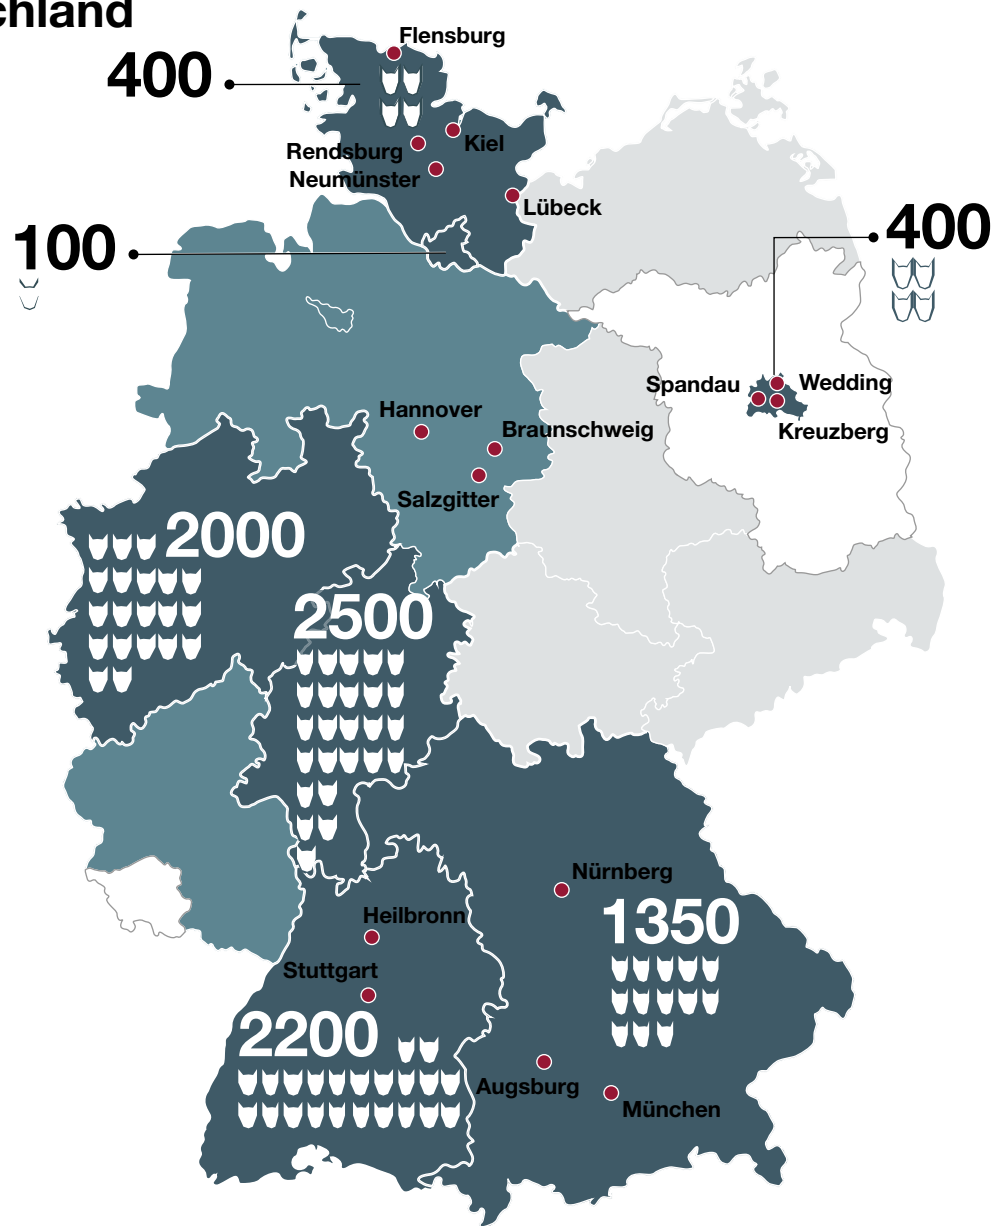 chland
Flensburg
400
Kiel
Rendsburg
Neumünster
Lübeck
400
100
Spandau
Wedding
Kreuzberg
Hannover
Braunschweig
Salzgitter
2000
2500
Nürnberg
1350
Heilbronn
Stuttgart
2200
Augsburg
München